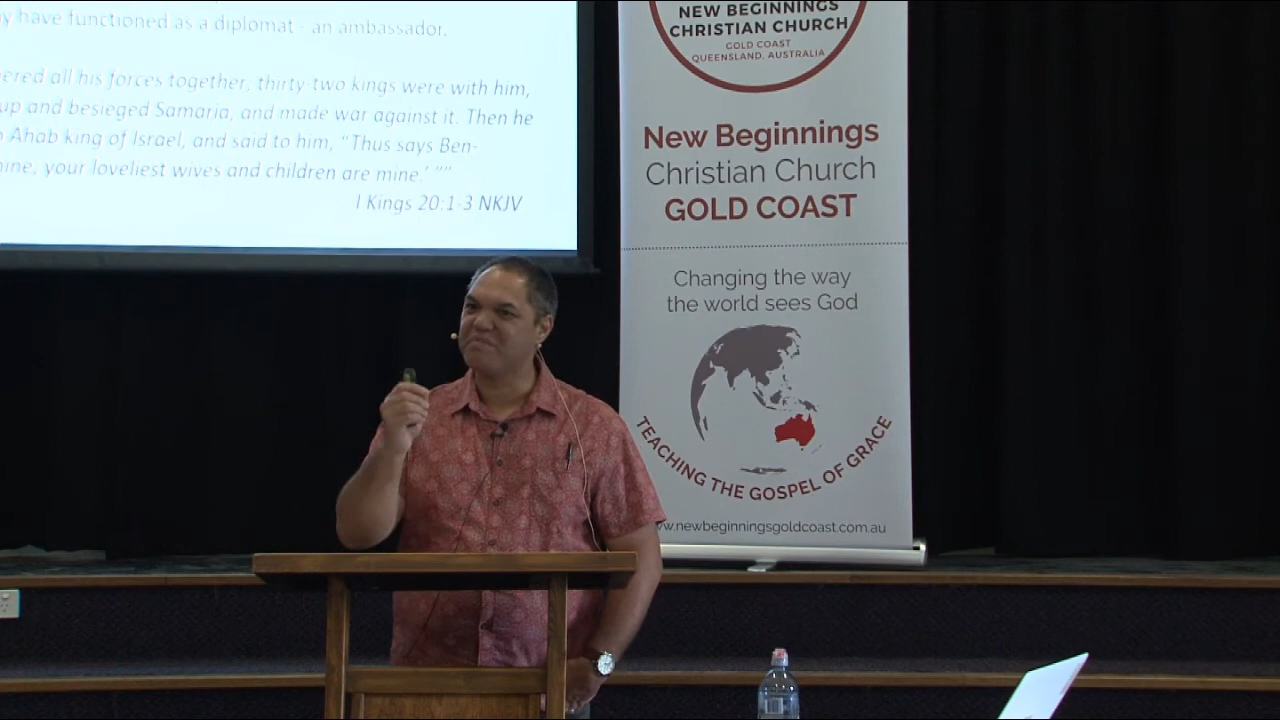 have functioned as a diplomat - an ambassador.
all his forces together, thirty-two kings were with him,
up and besieged Samaria, and made war against it. Then he
Ahab king of Israel, and said to him, “Thus says Ben-
your loveliest wives and children are mine.’ ””
I Kings 20:1-3 NKJV
NEW BEGINNINGS
CHRISTIAN CHURCH
GOLD COAST
QUEENSLAND, AUSTRALIA
New Beginnings
Christian Church
GOLD COAST
Changing the way
the world sees God
TEACHING THE GOSPEL OF GRACE
www.newbeginningsgoldcoast.com.au